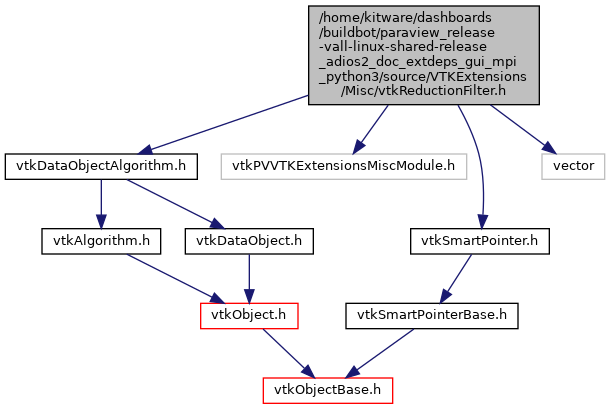 /home/kitware/dashboards
/buildbot/paraview_release
-vall-linux-shared-release
_adios2_doc_extdeps_gui_mpi
_python3/source/VTKExtensions
/Misc/vtkReductionFilter.h
vtkDataObjectAlgorithm.h
vtkPVVTKExtensionsMiscModule.h
vector
vtkAlgorithm.h
vtkDataObject.h
vtkSmartPointer.h
vtkObject.h
vtkSmartPointerBase.h
vtkObjectBase.h